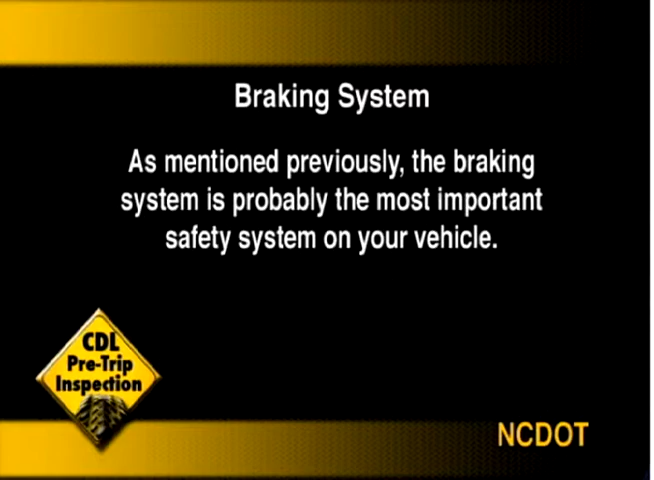 Braking System
As mentioned previously, the braking
system is probably the most important
safety system on your vehicle.
CDL
Pre-Trip
Inspection
NCDOT